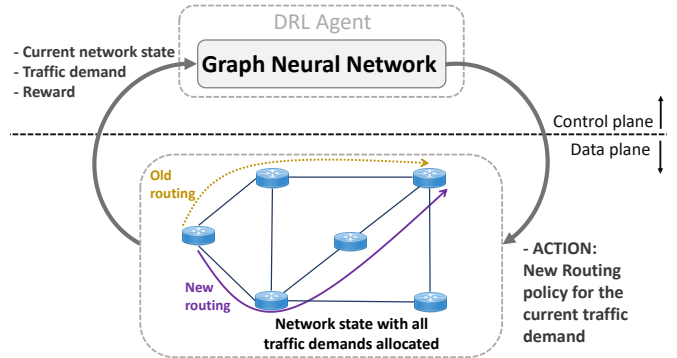 DRL Agent
Graph Neural Network
- Current network state
- Traffic demand
- Reward
Control plane
Data plane
Old
routing
New
routing
Network state with all
traffic demands allocated
- ACTION:
New Routing
policy for the
current traffic
demand